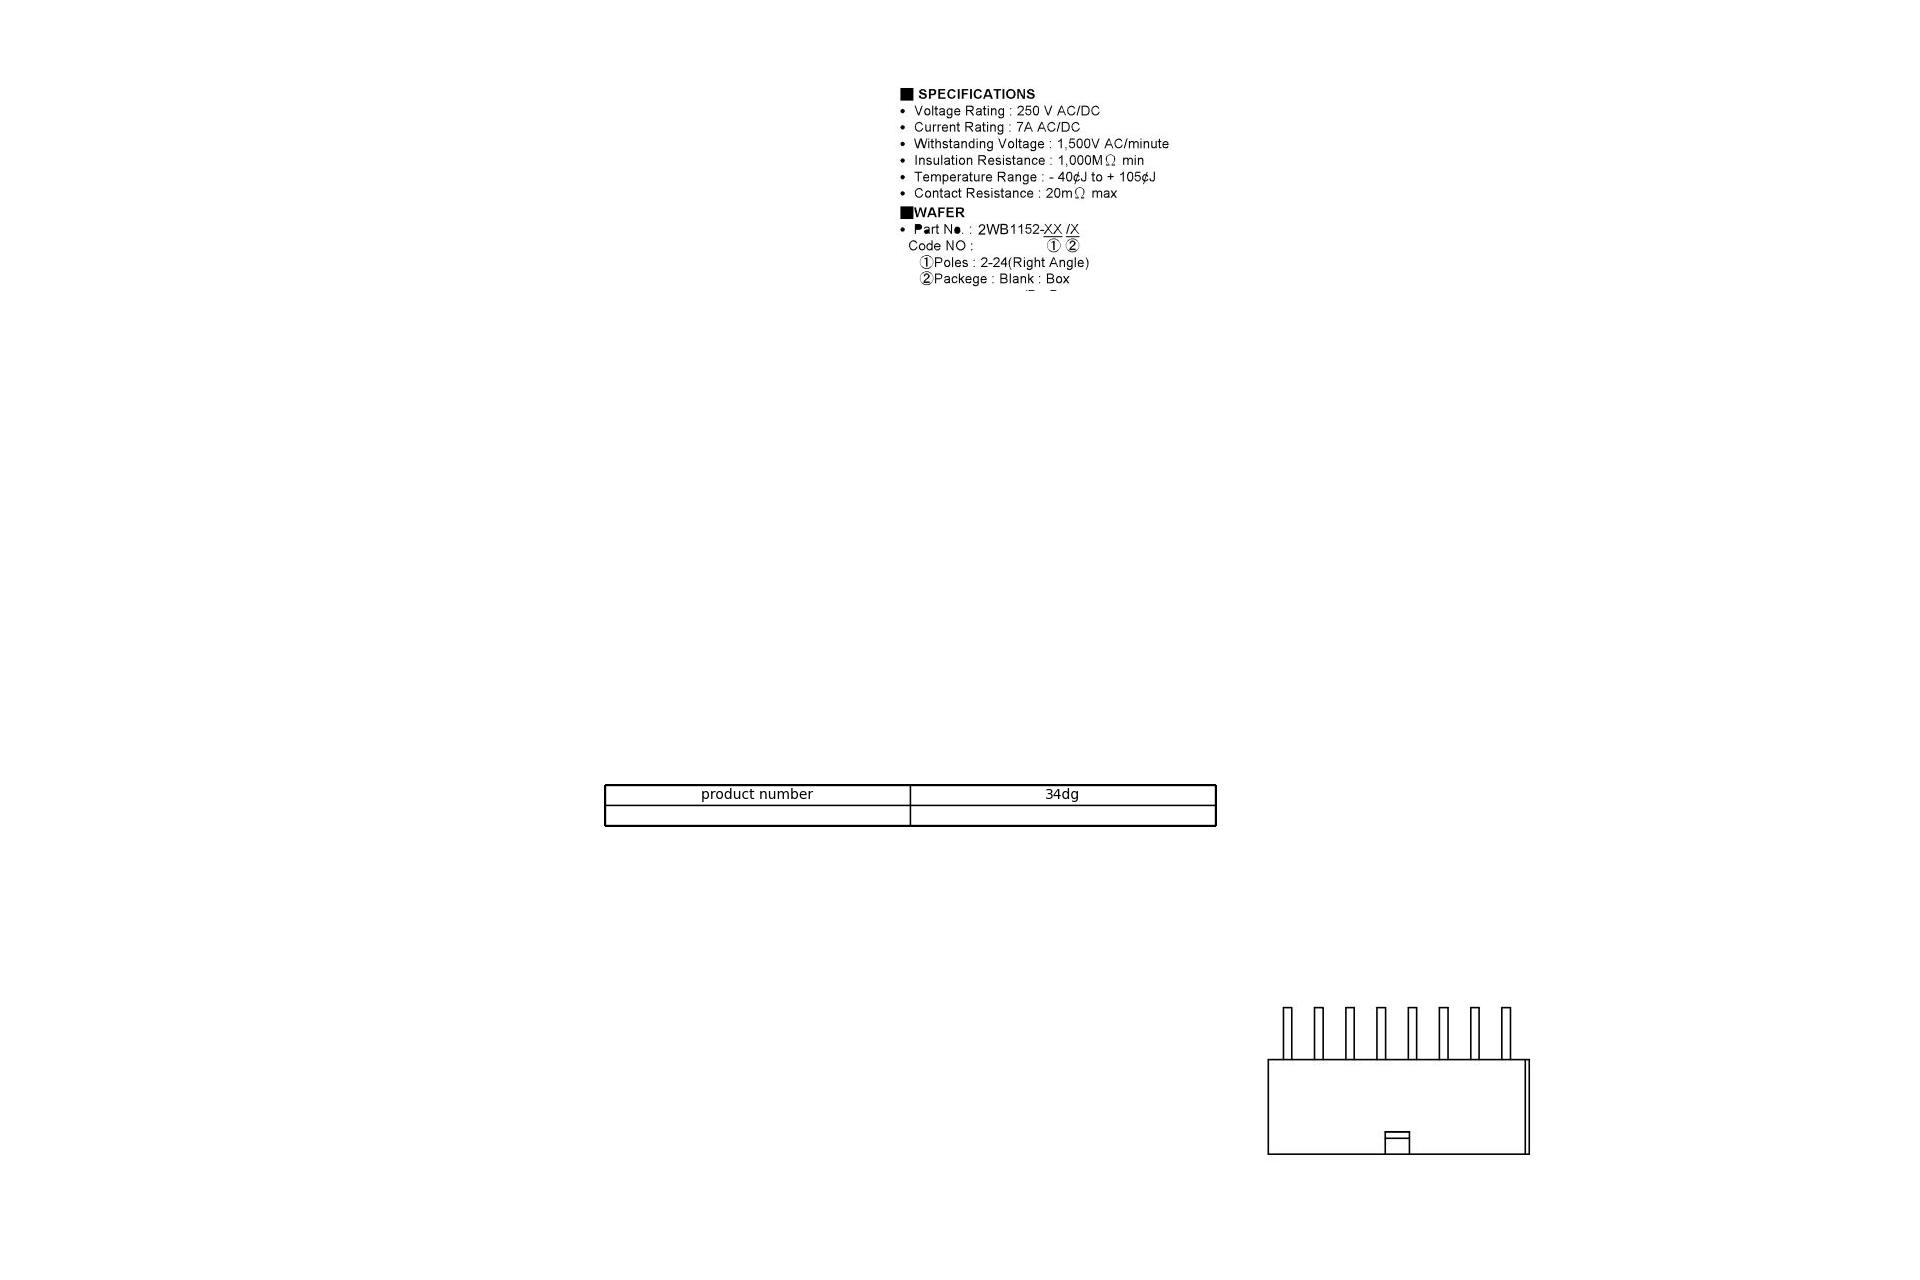 ■ SPECIFICATIONS
• Voltage Rating : 250 V AC/DC
• Current Rating : 7A AC/DC
• Withstanding Voltage : 1,500V AC/minute
• Insulation Resistance : 1,000MΩ min
• Temperature Range : - 40¢J to + 105¢J
• Contact Resistance : 20mΩ max
■WAFER
• Part No. : 2WB1152-XX /X
Code NO : ① ②
①Poles : 2-24(Right Angle)
②Packege : Blank : Box
product number 34dg